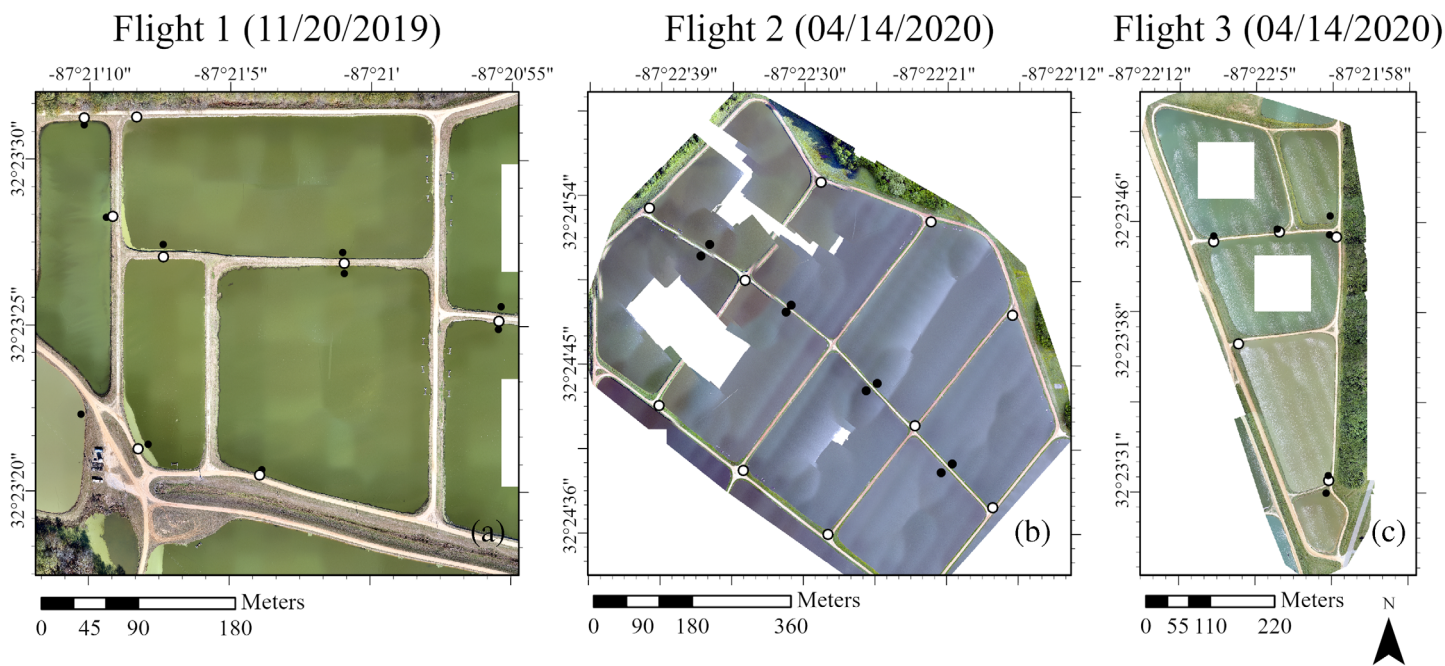 Flight 1 (11/20/2019)
Flight 2 (04/14/2020)
Flight 3 (04/14/2020)
-87°21'10" -87°21'5" -87°21' -87°20'55"
-87°22'39" -87°22'30" -87°22'21" -87°22'12"
-87°22'12" -87°22'5" -87°21'58"
32°23'30"
32°23'25"
32°23'20"
(a)
32°24'54"
32°24'45"
32°24'36"
(b)
32°23'46"
32°23'38"
32°23'31"
(c)
Meters
0 45 90 180
Meters
0 90 180 360
Meters
0 55 110 220
N